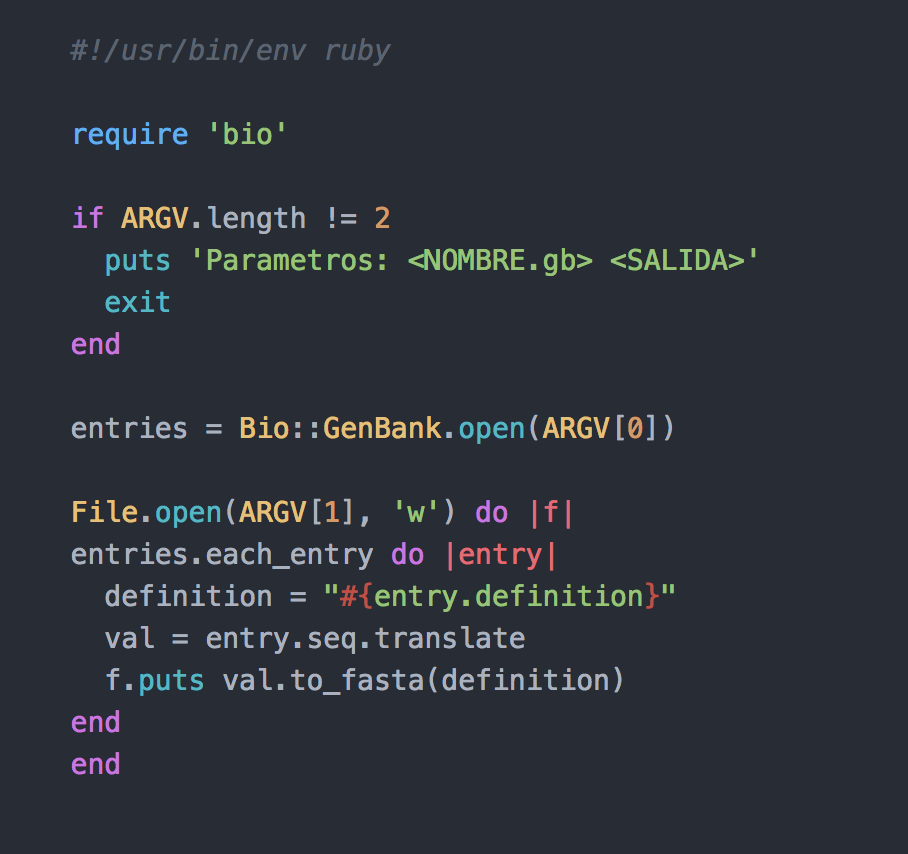 #!/usr/bin/env ruby
require 'bio'
if ARGV.length != 2
  puts 'Parametros: <NOMBRE.gb> <SALIDA>'
  exit
end
entries = Bio::GenBank.open(ARGV[0])
File.open(ARGV[1], 'w') do |f|
entries.each_entry do |entry|
  definition = "#{entry.definition}"
  val = entry.seq.translate
  f.puts val.to_fasta(definition)
end
end